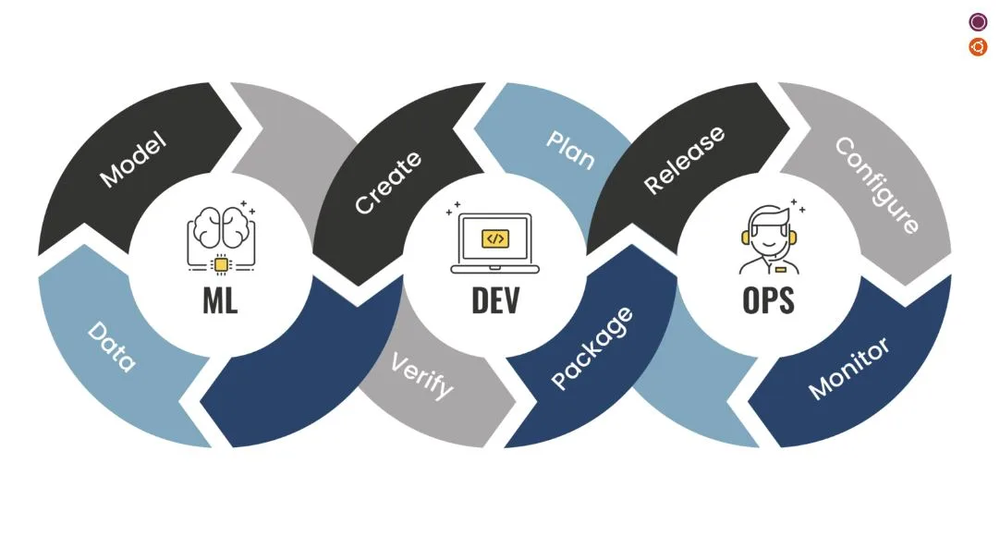 Model
Data
ML
Create
Plan
Verify
Package
DEV
Release
Configure
Monitor
OPS
</>